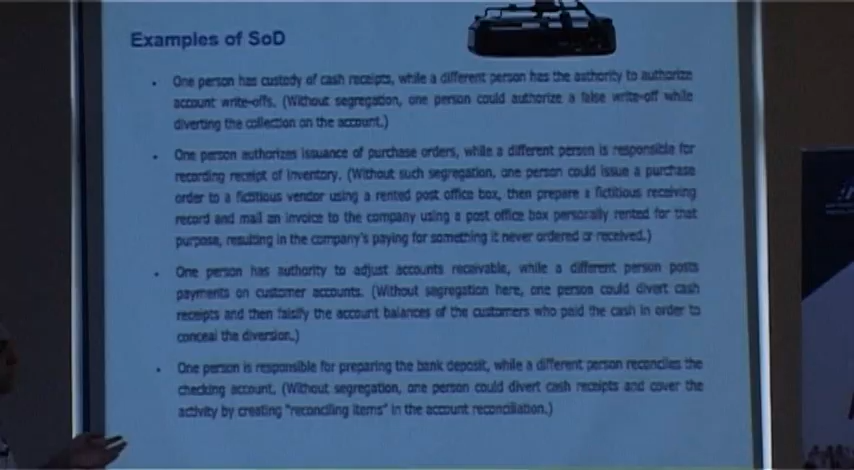 Examples of SoD
• One person has custody of cash receipts, while a different person has the authority to authorize
account write-offs. (Without segregation, one person could authorize a false write-off while
diverting the collection on the account.)
• One person authorizes issuance of purchase orders, while a different person is responsible for
recording receipt of inventory. (Without such segregation, one person could issue a purchase
order to a fictitious vendor using a rented post office box, then prepare a fictitious receiving
record and mail an invoice to the company using a post office box personally rented for that
purpose, resulting in the company's paying for something it never ordered or received.)
• One person has authority to adjust accounts receivable, while a different person posts
payments on customer accounts. (Without segregation here, one person could divert cash
receipts and then falsify the account balances of the customers who paid the cash in order to
conceal the diversion.)
• One person is responsible for preparing the bank deposit, while a different person reconciles the
checking account. (Without segregation, one person could divert cash receipts and cover the
activity by creating "reconciling items" in the account reconciliation.)